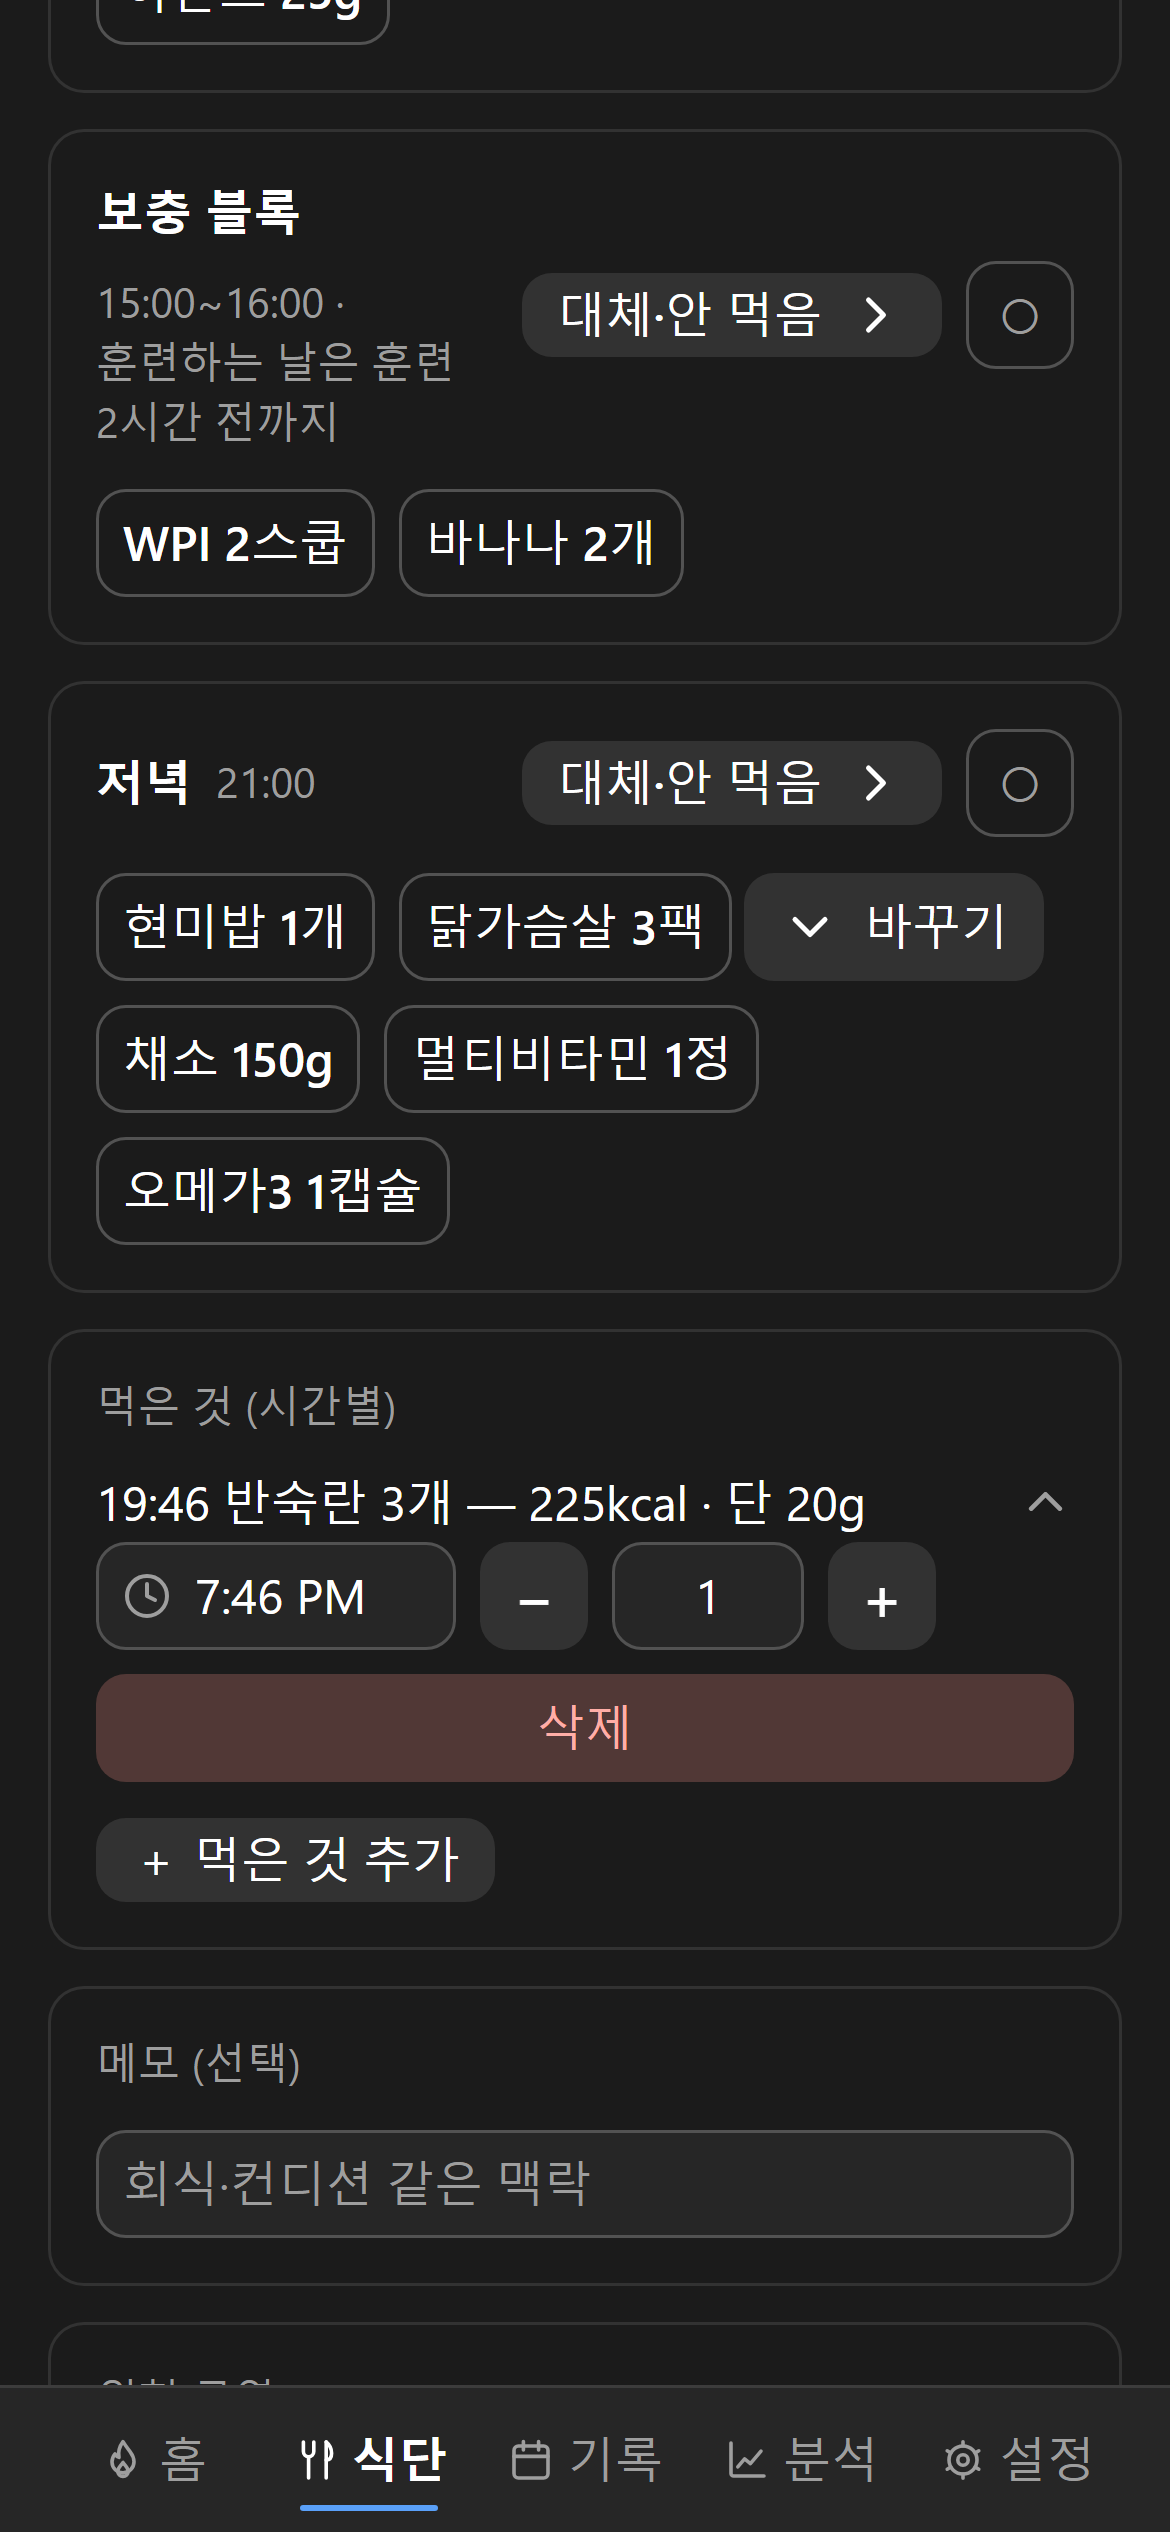 25g
보충 블록
15:00~16:00 ·
훈련하는 날은 훈련
2시간 전까지
대체·안 먹음
WPI 2스쿱
바나나 2개
저녁 21:00
대체·안 먹음
현미밥 1개
닭가슴살 3팩
바꾸기
채소 150g
멀티비타민 1정
오메가3 1캡슐
먹은 것 (시간별)
19:46 반숙란 3개 — 225kcal · 단 20g
7:46 PM
−
1
+
삭제
+ 먹은 것 추가
메모 (선택)
회식·컨디션 같은 맥락
홈
식단
기록
분석
설정